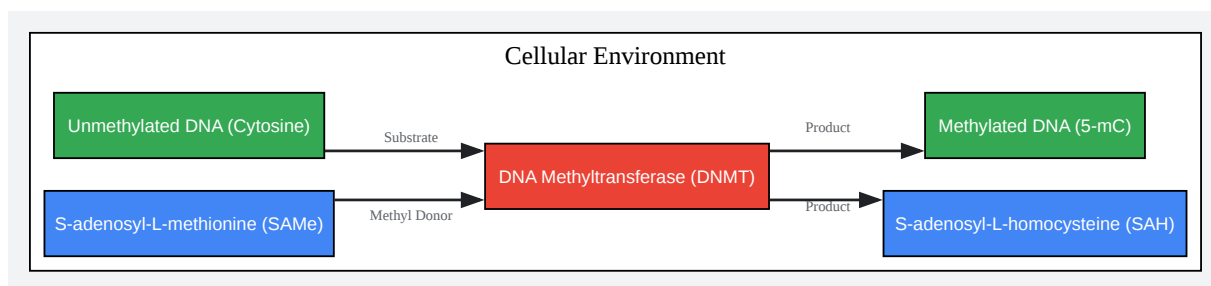 Cellular Environment
Unmethylated DNA (Cytosine)
Substrate
Product
Methylated DNA (5-mC)
DNA Methyltransferase (DNMT)
S-adenosyl-L-methionine (SAMe)
Methyl Donor
Product
S-adenosyl-L-homocysteine (SAH)